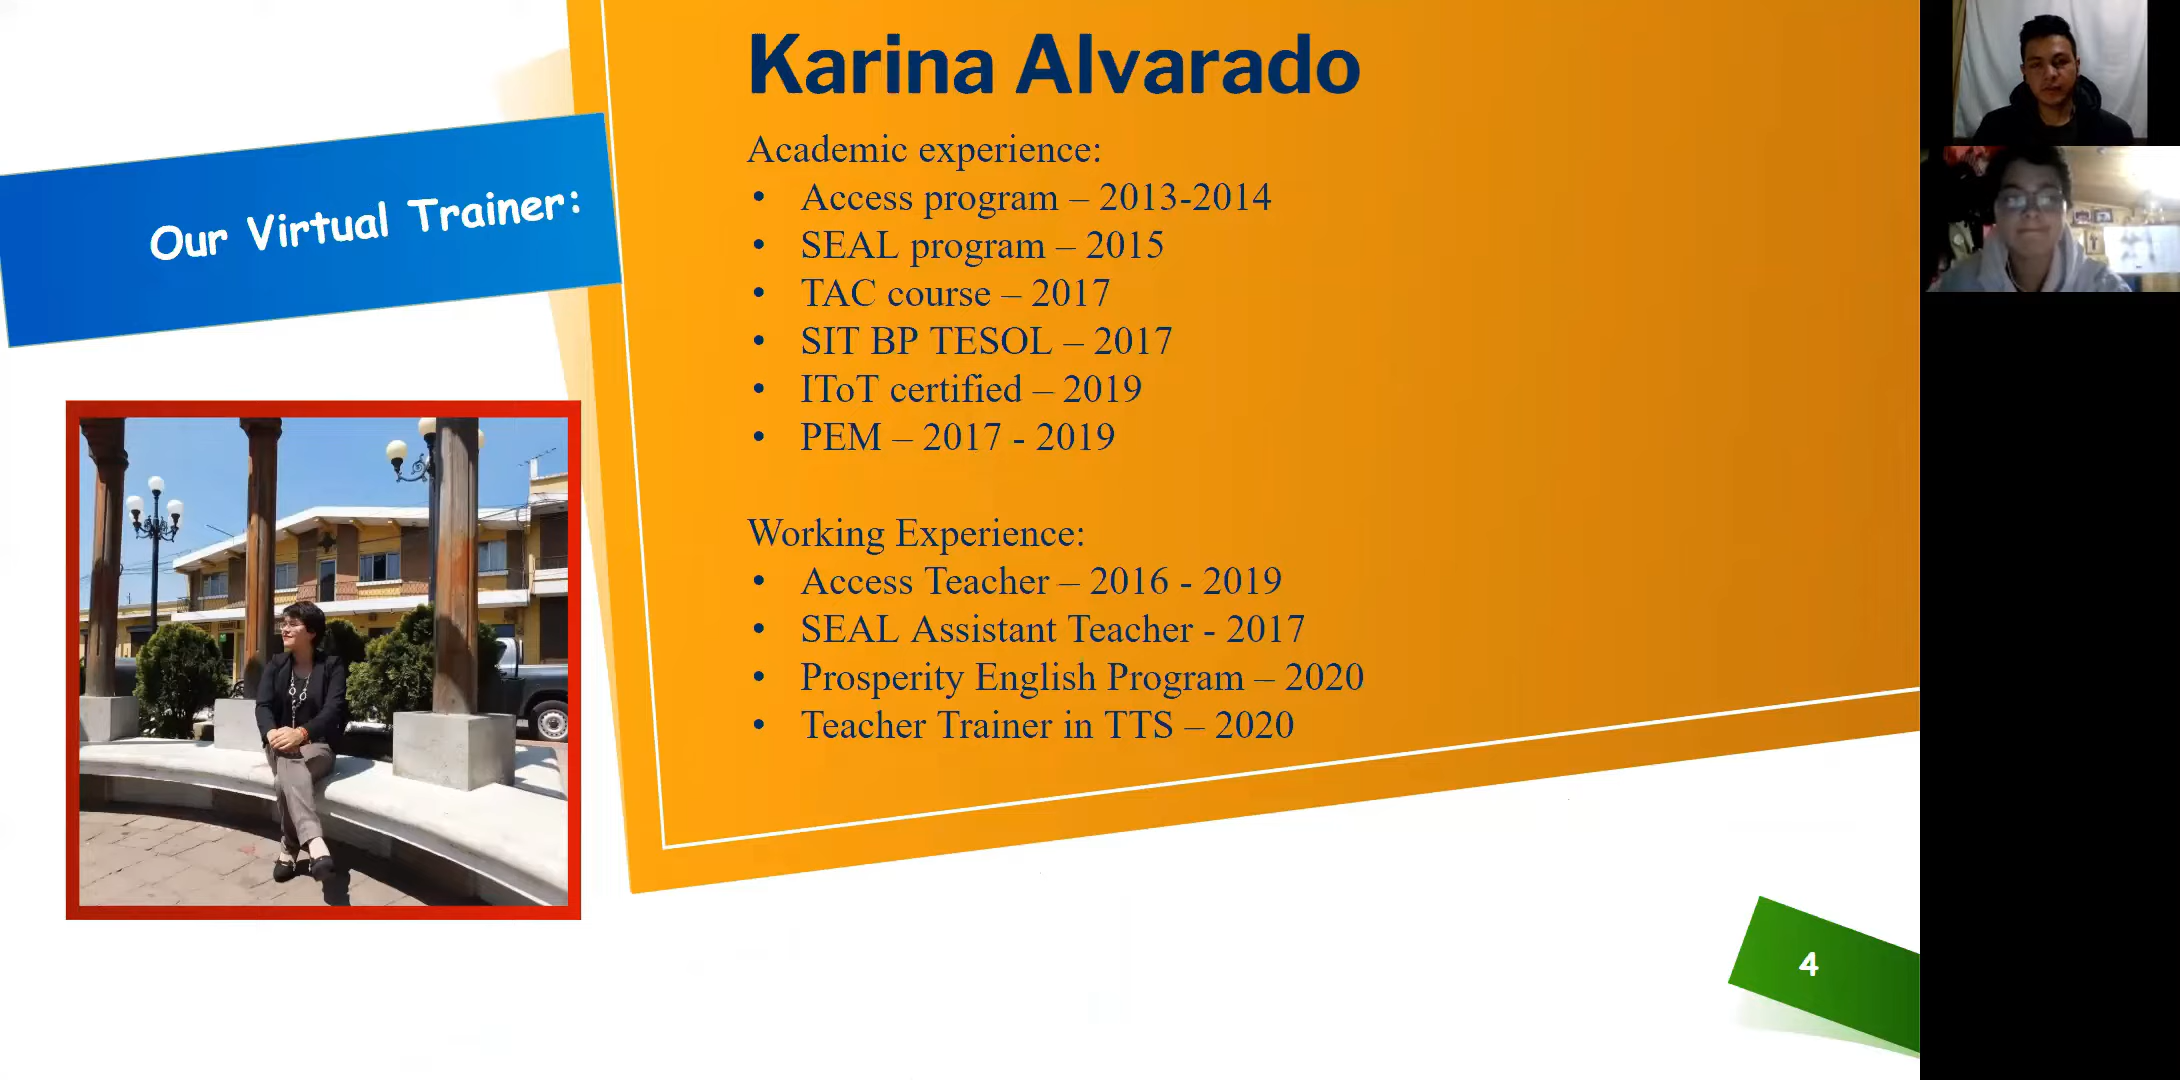 Our Virtual Trainer:
Karina Alvarado
Academic experience:
• Access program – 2013-2014
• SEAL program – 2015
• TAC course – 2017
• SIT BP TESOL – 2017
• IToT certified – 2019
• PEM – 2017 - 2019
Working Experience:
• Access Teacher – 2016 - 2019
• SEAL Assistant Teacher - 2017
• Prosperity English Program – 2020
• Teacher Trainer in TTS – 2020
4